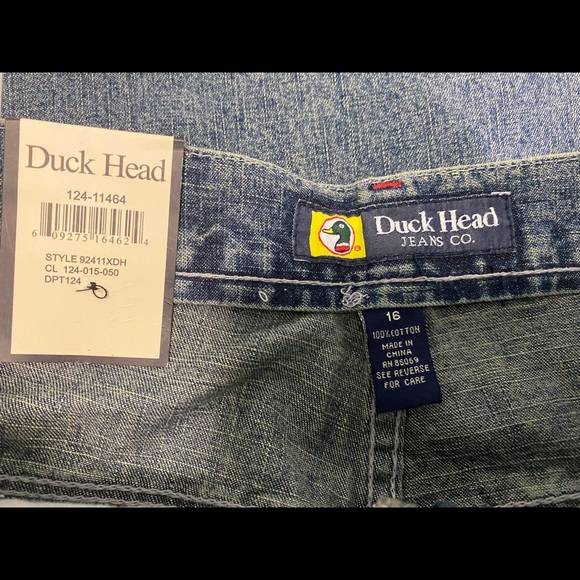 Duck Head
124-11464
6 09275 16462 4
STYLE 92411XDH
CL 124-015-050
DPT124
Duck Head
JEANS CO.
16
100% COTTON
MADE IN
CHINA
RN 85059
SEE REVERSE
FOR CARE